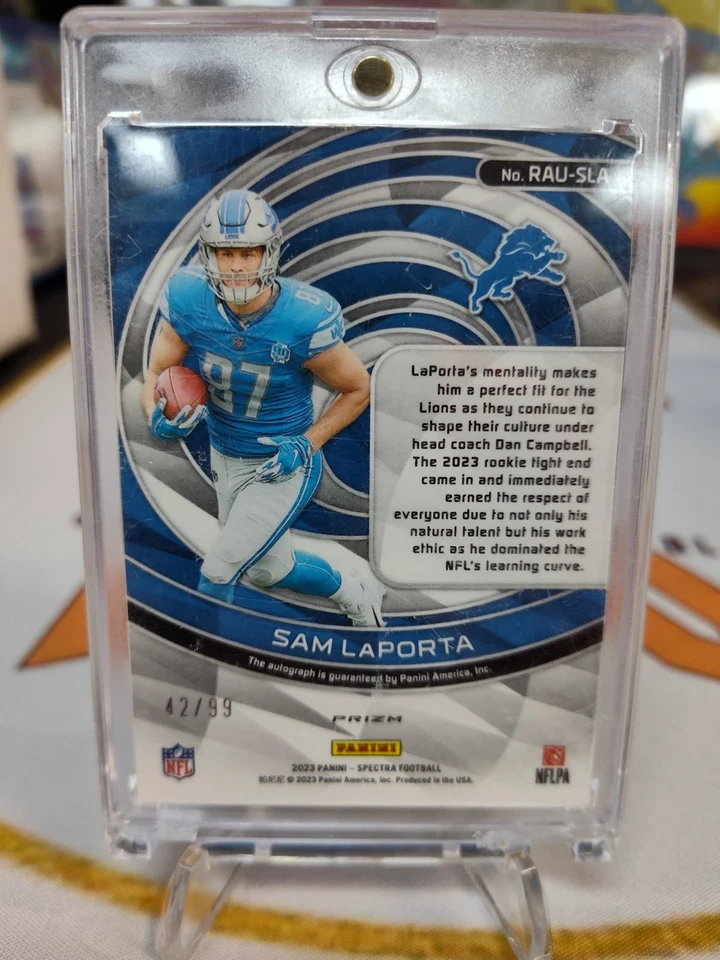 No. RAU-SLA
LIONS
87
87
LaPorta's mentality makes
him a perfect fit for the
Lions as they continue to
shape their culture under
head coach Dan Campbell.
The 2023 rookie tight end
came in and immediately
earned the respect of
everyone due to not only his
natural talent but his work
ethic as he dominated the
NFL's learning curve.
SAM LAPORTA
The autograph is guaranteed by Panini America, Inc.
42/99
PRIZM
PANINI
NFL
NFLPA
2023 PANINI – SPECTRA FOOTBALL
© 2023 Panini America, Inc. Produced in the USA.